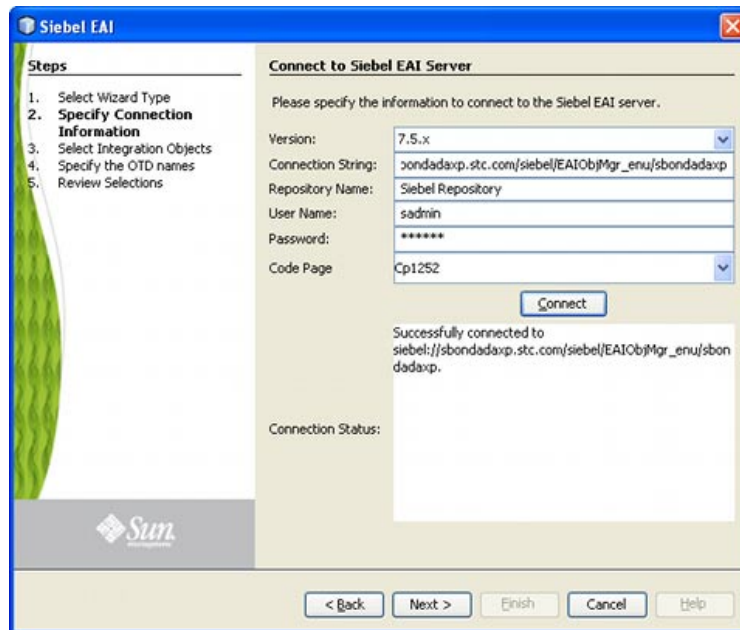 Siebel EAI
Steps
1. Select Wizard Type
2. Specify Connection
Information
3. Select Integration Objects
4. Specify the OTD names
5. Review Selections
Connect to Siebel EAI Server
Please specify the information to connect to the Siebel EAI server.
Version: 7.5.x
Connection String: bondadaxp.stc.com/siebel/EAIObjMgr_enu/sbondadaxp
Repository Name: Siebel Repository
User Name: sadmin
Password: ******
Code Page Cp1252
Connect
Successfully connected to
siebel://sbondadaxp.stc.com/siebel/EAIObjMgr_enu/sbon
dadaxp.
Connection Status:
Sun
microsystems
< Back Next > Finish Cancel Help